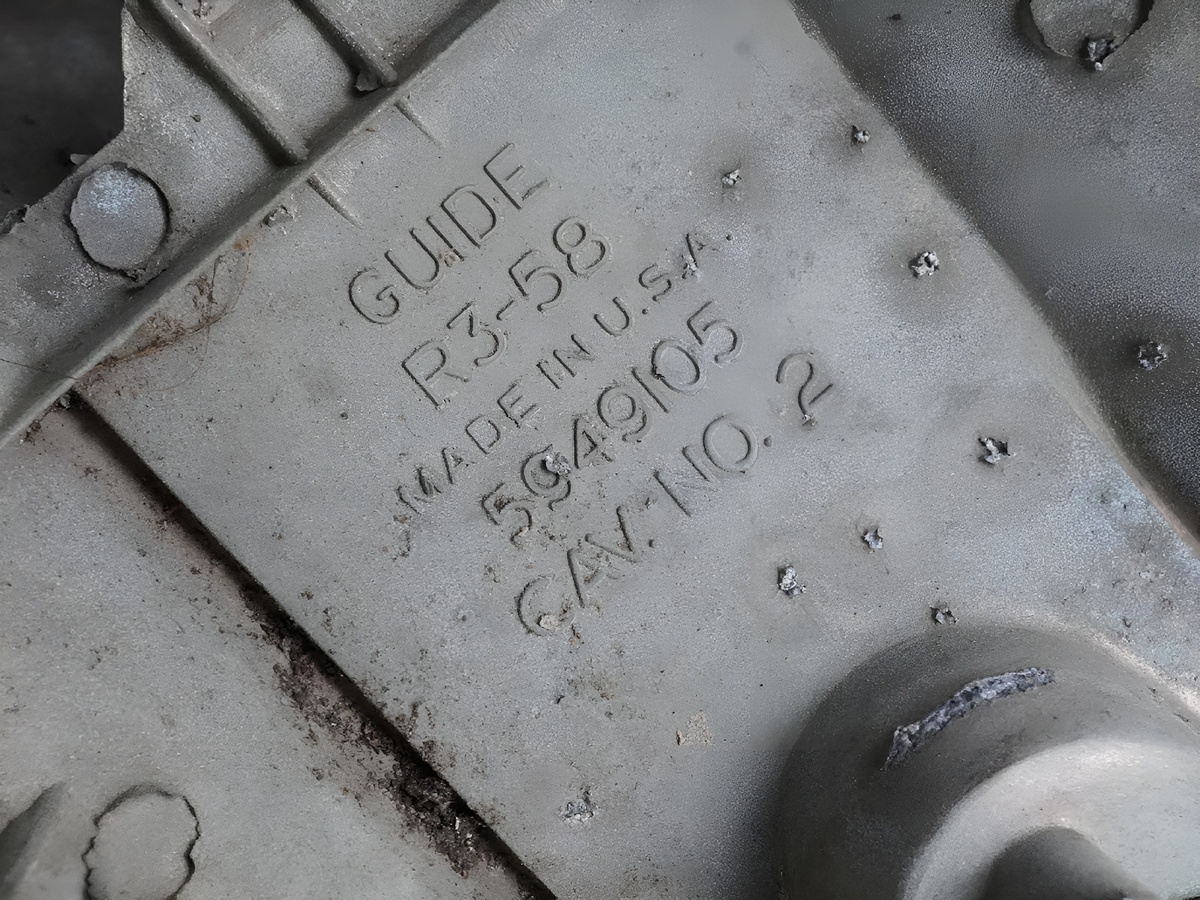 GUIDE
R3-58
MADE IN U.S.A.
5949105
CAV. NO. 2